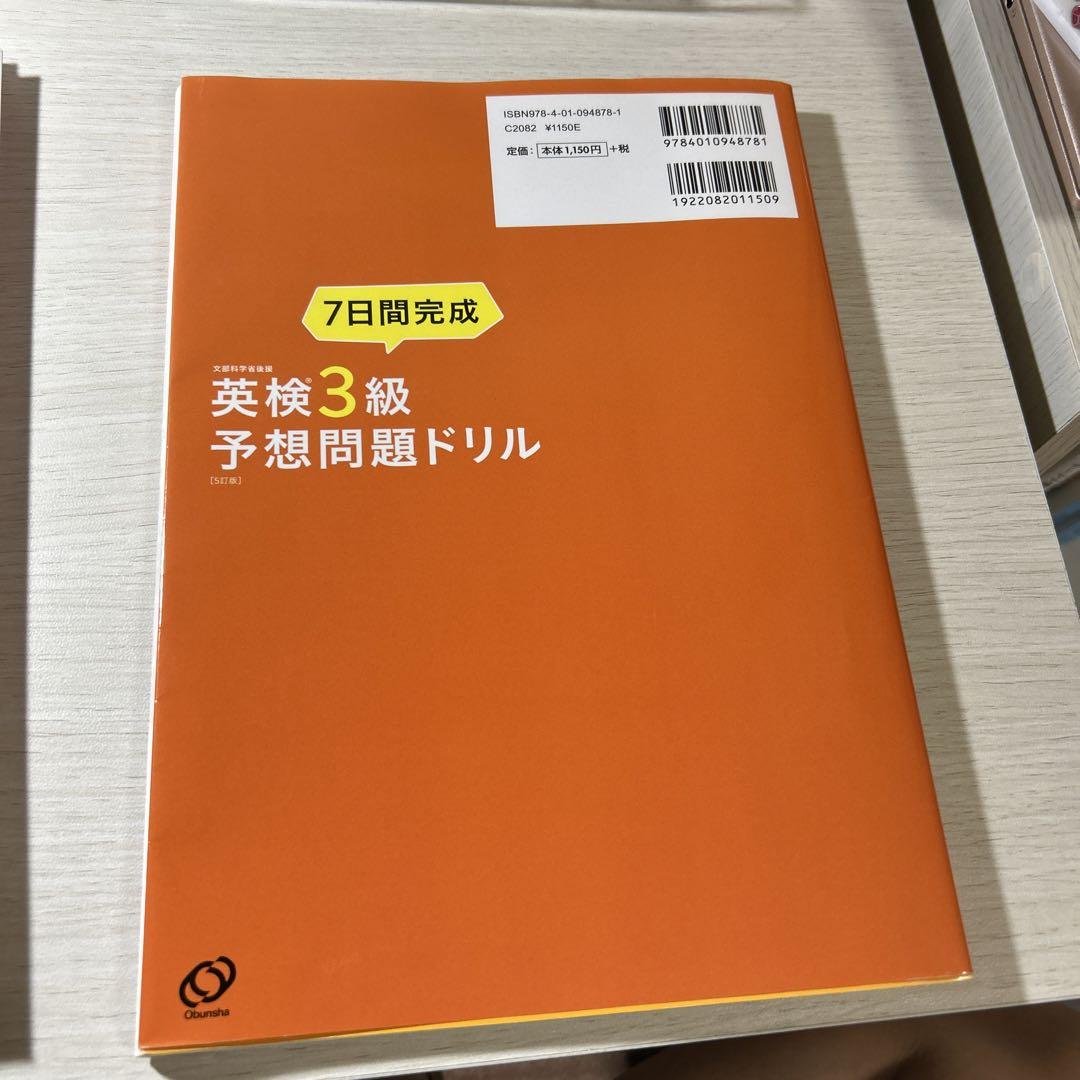 ISBN978-4-01-094878-1
C2082 ¥1150E
定価：本体1,150円+税
9784010948781
1922082011509
7日間完成
文部科学省後援
英検®3級
予想問題ドリル
[5訂版]
Obunsha